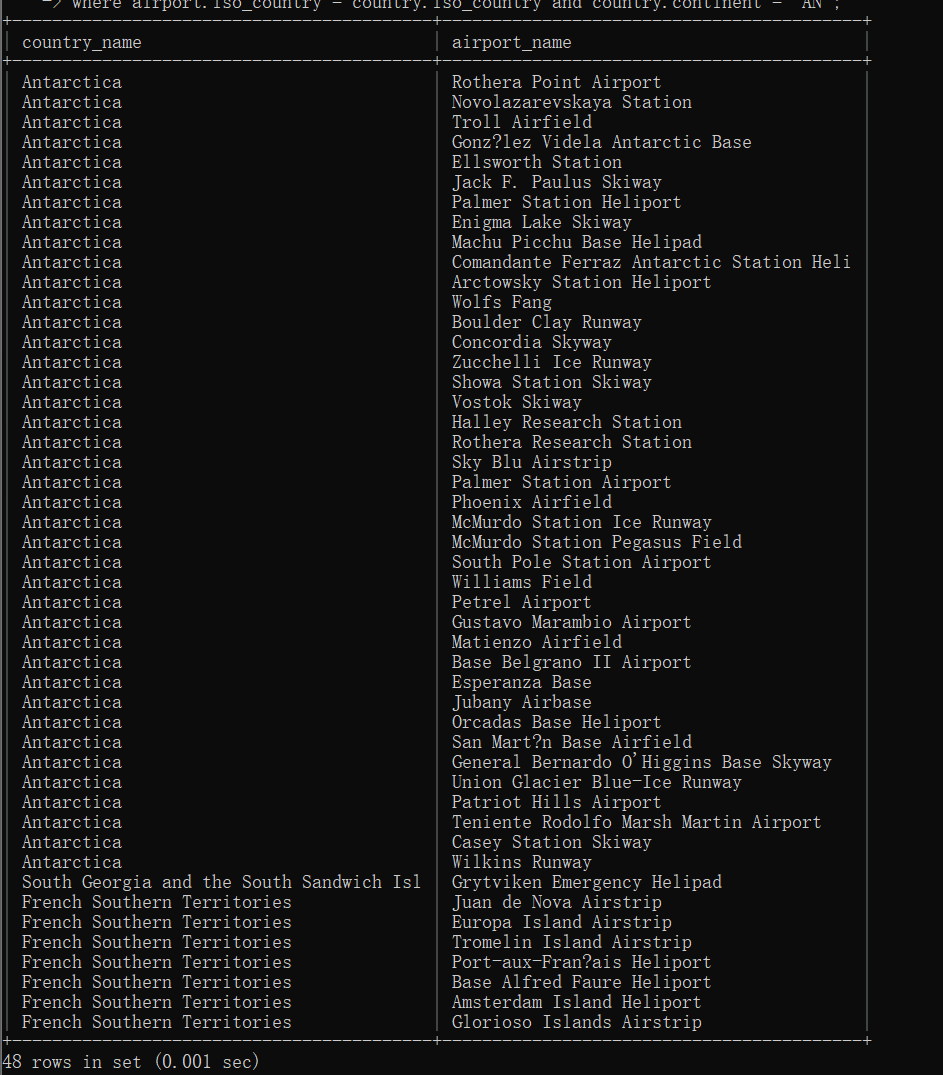 -> where airport.iso_country = country.iso_country and country.continent = 'AN';
country_name | airport_name
Antarctica | Rothera Point Airport
Antarctica | Novolazarevskaya Station
Antarctica | Troll Airfield
Antarctica | Gonz?lez Videla Antarctic Base
Antarctica | Ellsworth Station
Antarctica | Jack F. Paulus Skiway
Antarctica | Palmer Station Heliport
Antarctica | Enigma Lake Skiway
Antarctica | Machu Picchu Base Helipad
Antarctica | Comandante Ferraz Antarctic Station Heli
Antarctica | Arctowsky Station Heliport
Antarctica | Wolfs Fang
Antarctica | Boulder Clay Runway
Antarctica | Concordia Skyway
Antarctica | Zucchelli Ice Runway
Antarctica | Showa Station Skiway
Antarctica | Vostok Skiway
Antarctica | Halley Research Station
Antarctica | Rothera Research Station
Antarctica | Sky Blu Airstrip
Antarctica | Palmer Station Airport
Antarctica | Phoenix Airfield
Antarctica | McMurdo Station Ice Runway
Antarctica | McMurdo Station Pegasus Field
Antarctica | South Pole Station Airport
Antarctica | Williams Field
Antarctica | Petrel Airport
Antarctica | Gustavo Marambio Airport
Antarctica | Matienzo Airfield
Antarctica | Base Belgrano II Airport
Antarctica | Esperanza Base
Antarctica | Jubany Airbase
Antarctica | Orcadas Base Heliport
Antarctica | San Mart?n Base Airfield
Antarctica | General Bernardo O'Higgins Base Skyway
Antarctica | Union Glacier Blue-Ice Runway
Antarctica | Patriot Hills Airport
Antarctica | Teniente Rodolfo Marsh Martin Airport
Antarctica | Casey Station Skiway
Antarctica | Wilkins Runway
South Georgia and the South Sandwich Isl | Grytviken Emergency Helipad
French Southern Territories | Juan de Nova Airstrip
French Southern Territories | Europa Island Airstrip
French Southern Territories | Tromelin Island Airstrip
French Southern Territories | Port-aux-Fran?ais Heliport
French Southern Territories | Base Alfred Faure Heliport
French Southern Territories | Amsterdam Island Heliport
French Southern Territories | Glorioso Islands Airstrip
48 rows in set (0.001 sec)